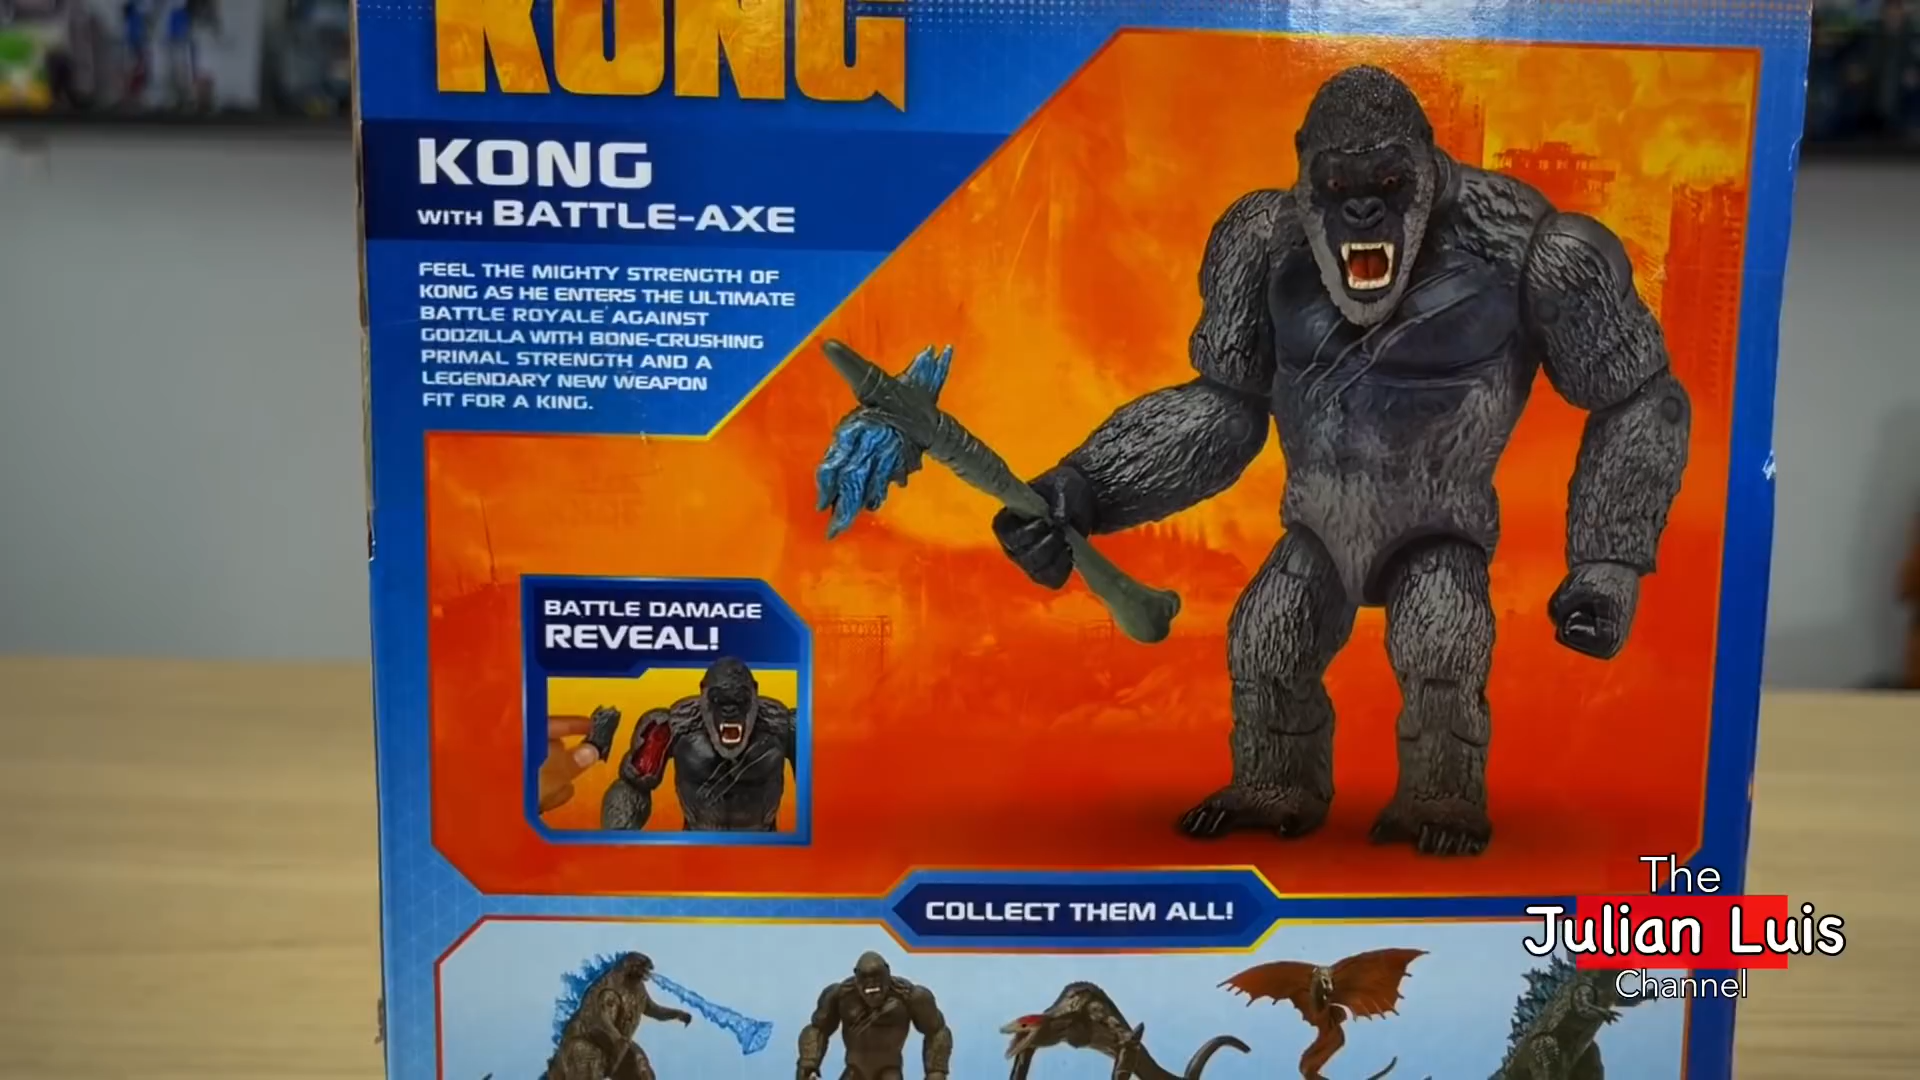 KONG
KONG
WITH BATTLE-AXE
FEEL THE MIGHTY STRENGTH OF
KONG AS HE ENTERS THE ULTIMATE
BATTLE ROYALE AGAINST
GODZILLA WITH BONE-CRUSHING
PRIMAL STRENGTH AND A
LEGENDARY NEW WEAPON
FIT FOR A KING.
BATTLE DAMAGE
REVEAL!
COLLECT THEM ALL!
The
Julian Luis
Channel